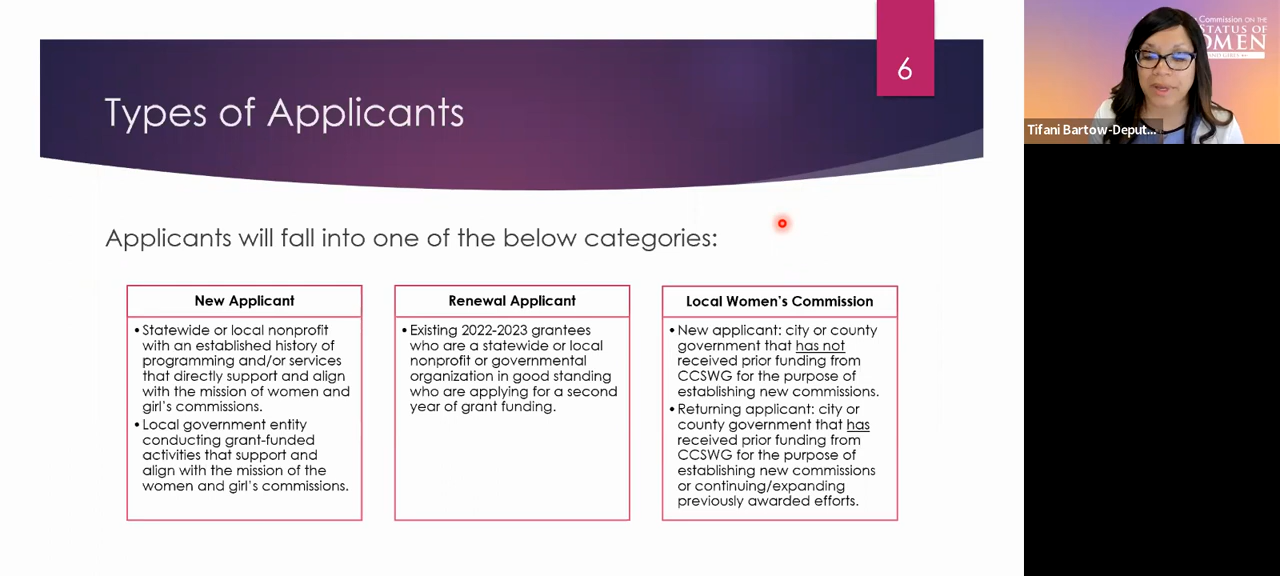 6
Types of Applicants
Applicants will fall into one of the below categories:
New Applicant
• Statewide or local nonprofit
with an established history of
programming and/or services
that directly support and align
with the mission of women and
girl's commissions.
• Local government entity
conducting grant-funded
activities that support and
align with the mission of the
women and girl's commissions.
Renewal Applicant
• Existing 2022-2023 grantees
who are a statewide or local
nonprofit or governmental
organization in good standing
who are applying for a second
year of grant funding.
Local Women's Commission
• New applicant: city or county
government that has not
received prior funding from
CCSWG for the purpose of
establishing new commissions.
• Returning applicant: city or
county government that has
received prior funding from
CCSWG for the purpose of
establishing new commissions
or continuing/expanding
previously awarded efforts.
Commission ON THE
STATUS OF
OMEN
Tifani Bartow-Deput...